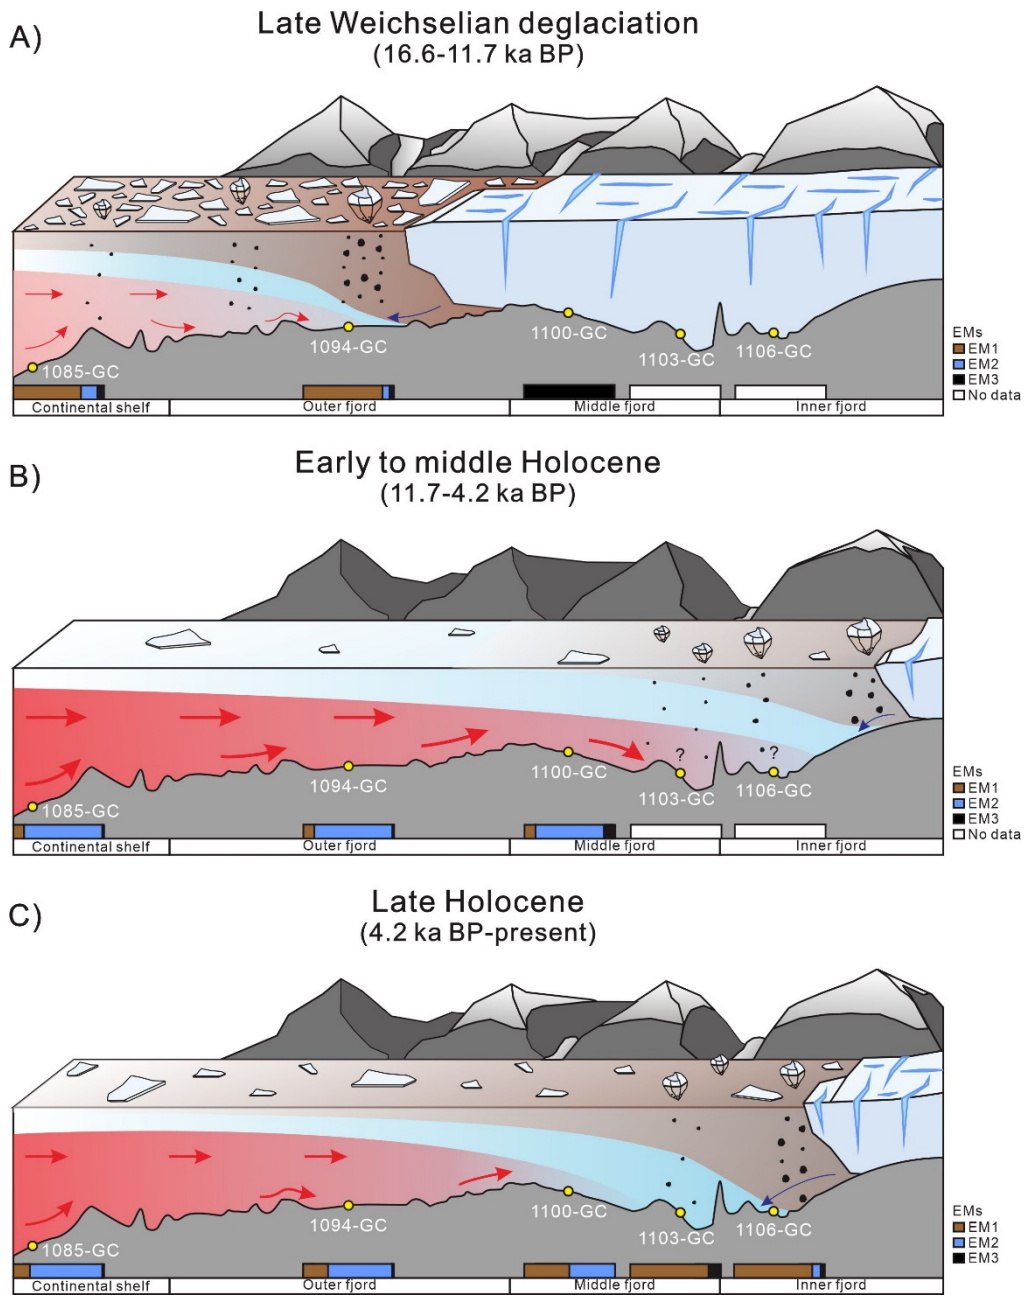 A)
Late Weichselian deglaciation
(16.6-11.7 ka BP)
1085-GC
1094-GC
1100-GC
1103-GC
1106-GC
EMs
EM1
EM2
EM3
No data
Continental shelf
Outer fjord
Middle fjord
Inner fjord
B)
Early to middle Holocene
(11.7-4.2 ka BP)
?
?
1085-GC
1094-GC
1100-GC
1103-GC
1106-GC
EMs
EM1
EM2
EM3
No data
Continental shelf
Outer fjord
Middle fjord
Inner fjord
C)
Late Holocene
(4.2 ka BP-present)
1085-GC
1094-GC
1100-GC
1103-GC
1106-GC
EMs
EM1
EM2
EM3
Continental shelf
Outer fjord
Middle fjord
Inner fjord